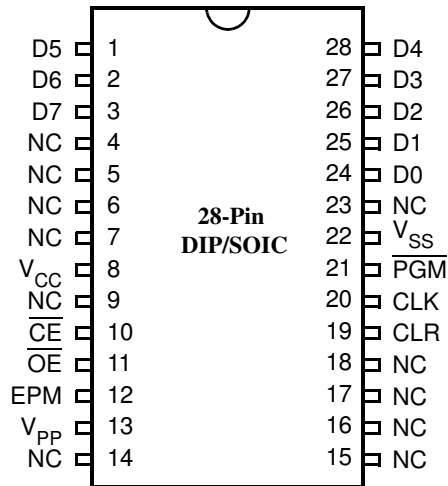 D5 1 28 D4
D6 2 27 D3
D7 3 26 D2
NC 4 25 D1
NC 5 24 D0
NC 6 23 NC
28-Pin
NC 7 22 VSS
DIP/SOIC
VCC 8 21 PGM
NC 9 20 CLK
CE 10 19 CLR
OE 11 18 NC
EPM 12 17 NC
VPP 13 16 NC
NC 14 15 NC